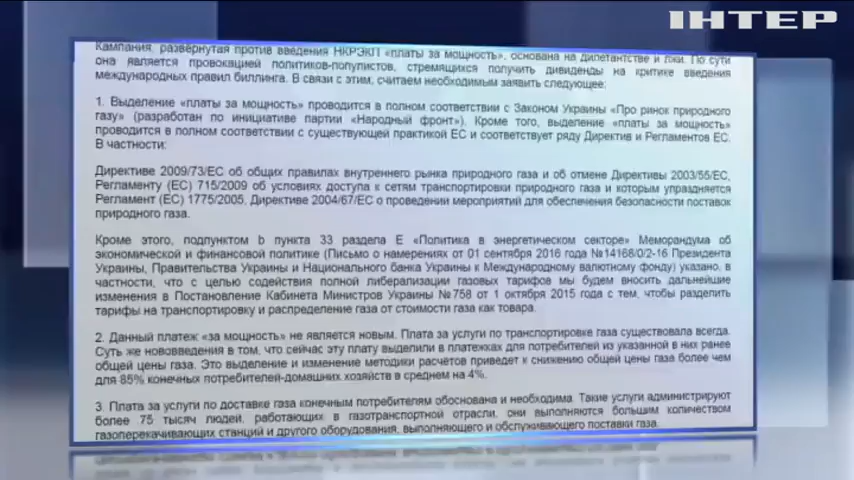 ІНТЕР
Кампания, развернутая против введения НКРЭКП «платы за мощность», основана на дилетантстве и лжи. По сути
она является провокацией политиков-популистов, стремящихся получить дивиденды на критике введения
международных правил биллинга. В связи с этим, считаем необходимым заявить следующее:
1. Выделение «платы за мощность» проводится в полном соответствии с Законом Украины «Про ринок природного
газу» (разработан по инициативе партии «Народный фронт»). Кроме того, выделение «платы за мощность»
проводится в полном соответствии с существующей практикой ЕС и соответствует ряду Директив и Регламентов ЕС.
В частности:
Директиве 2009/73/ЕС об общих правилах внутреннего рынка природного газа и об отмене Директивы 2003/55/ЕС,
Регламенту (ЕС) 715/2009 об условиях доступа к сетям транспортировки природного газа и которым упраздняется
Регламент (ЕС) 1775/2005, Директиве 2004/67/ЕС о проведении мероприятий для обеспечения безопасности поставок
природного газа.
Кроме этого, подпунктом b пункта 33 раздела Е «Политика в энергетическом секторе» Меморандума об
экономической и финансовой политике (Письмо о намерениях от 01 сентября 2016 года №14168/0/2-16 Президента
Украины, Правительства Украины и Национального банка Украины к Международному валютному фонду) указано, в
частности, что с целью содействия полной либерализации газовых тарифов мы будем вносить дальнейшие
изменения в Постановление Кабинета Министров Украины №758 от 1 октября 2015 года с тем, чтобы разделить
тарифы на транспортировку и распределение газа от стоимости газа как товара.
2. Данный платеж «за мощность» не является новым. Плата за услуги по транспортировке газа существовала всегда.
Суть же нововведения в том, что сейчас эту плату выделили в платежках для потребителей из указанной в них ранее
общей цены газа. Это выделение и изменение методики расчетов приведет к снижению общей цены газа более чем
для 85% конечных потребителей-домашних хозяйств в среднем на 4%.
3. Плата за услуги по доставке газа конечным потребителям обоснована и необходима. Такие услуги администрируют
более 75 тысяч людей, работающих в газотранспортной отрасли, они выполняются большим количеством
газоперекачивающих станций и другого оборудования, выполняющего и обслуживающего поставки газа.